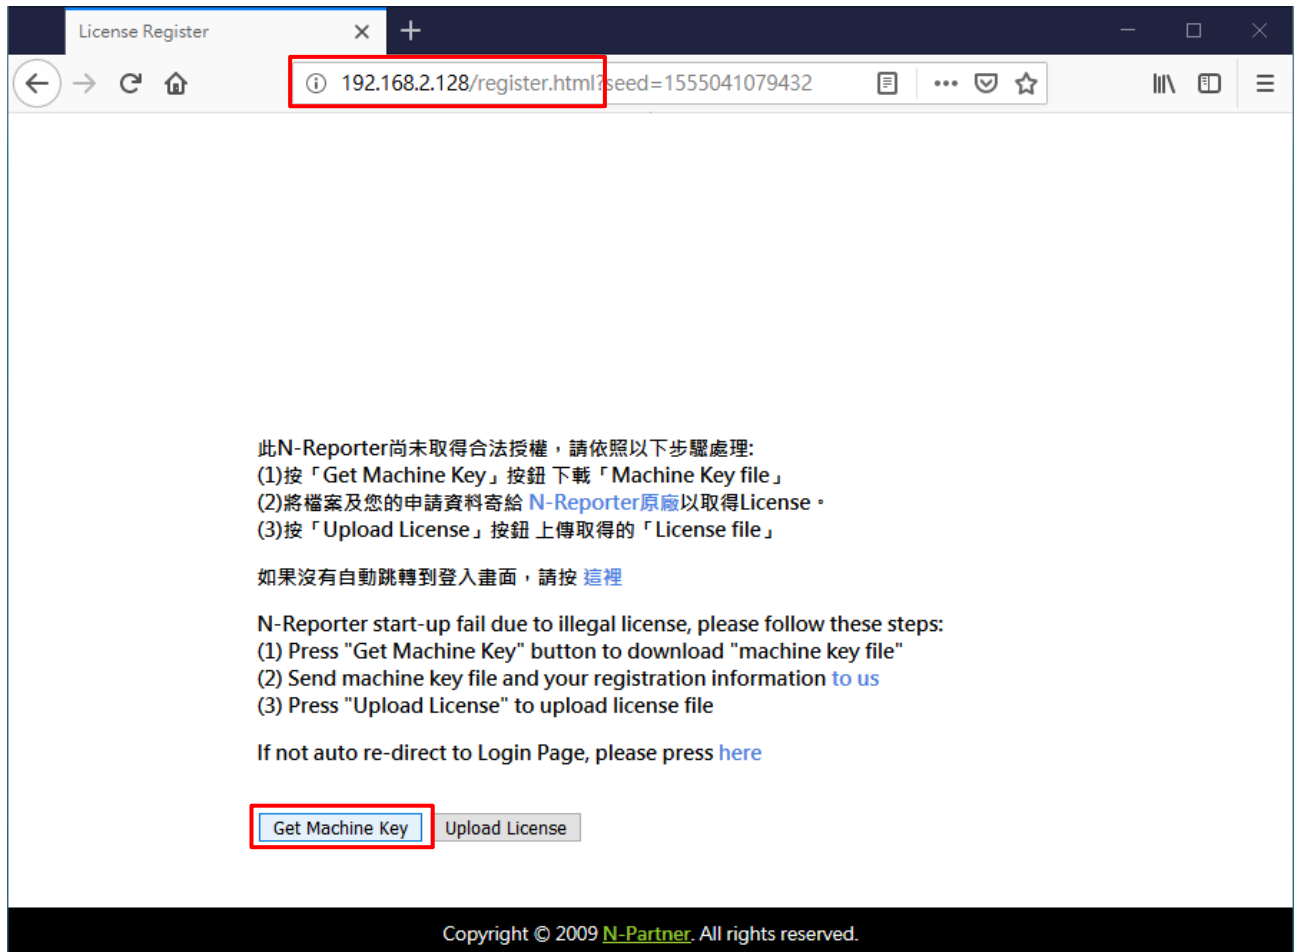 License Register
192.168.2.128/register.html?seed=1555041079432
此N-Reporter尚未取得合法授權，請依照以下步驟處理:
(1)按「Get Machine Key」按鈕 下載「Machine Key file」
(2)將檔案及您的申請資料寄給 N-Reporter原廠以取得License。
(3)按「Upload License」按鈕 上傳取得的「License file」
如果沒有自動跳轉到登入畫面，請按 這裡
N-Reporter start-up fail due to illegal license, please follow these steps:
(1) Press "Get Machine Key" button to download "machine key file"
(2) Send machine key file and your registration information to us
(3) Press "Upload License" to upload license file
If not auto re-direct to Login Page, please press here
Get Machine Key Upload License
Copyright © 2009 N-Partner. All rights reserved.